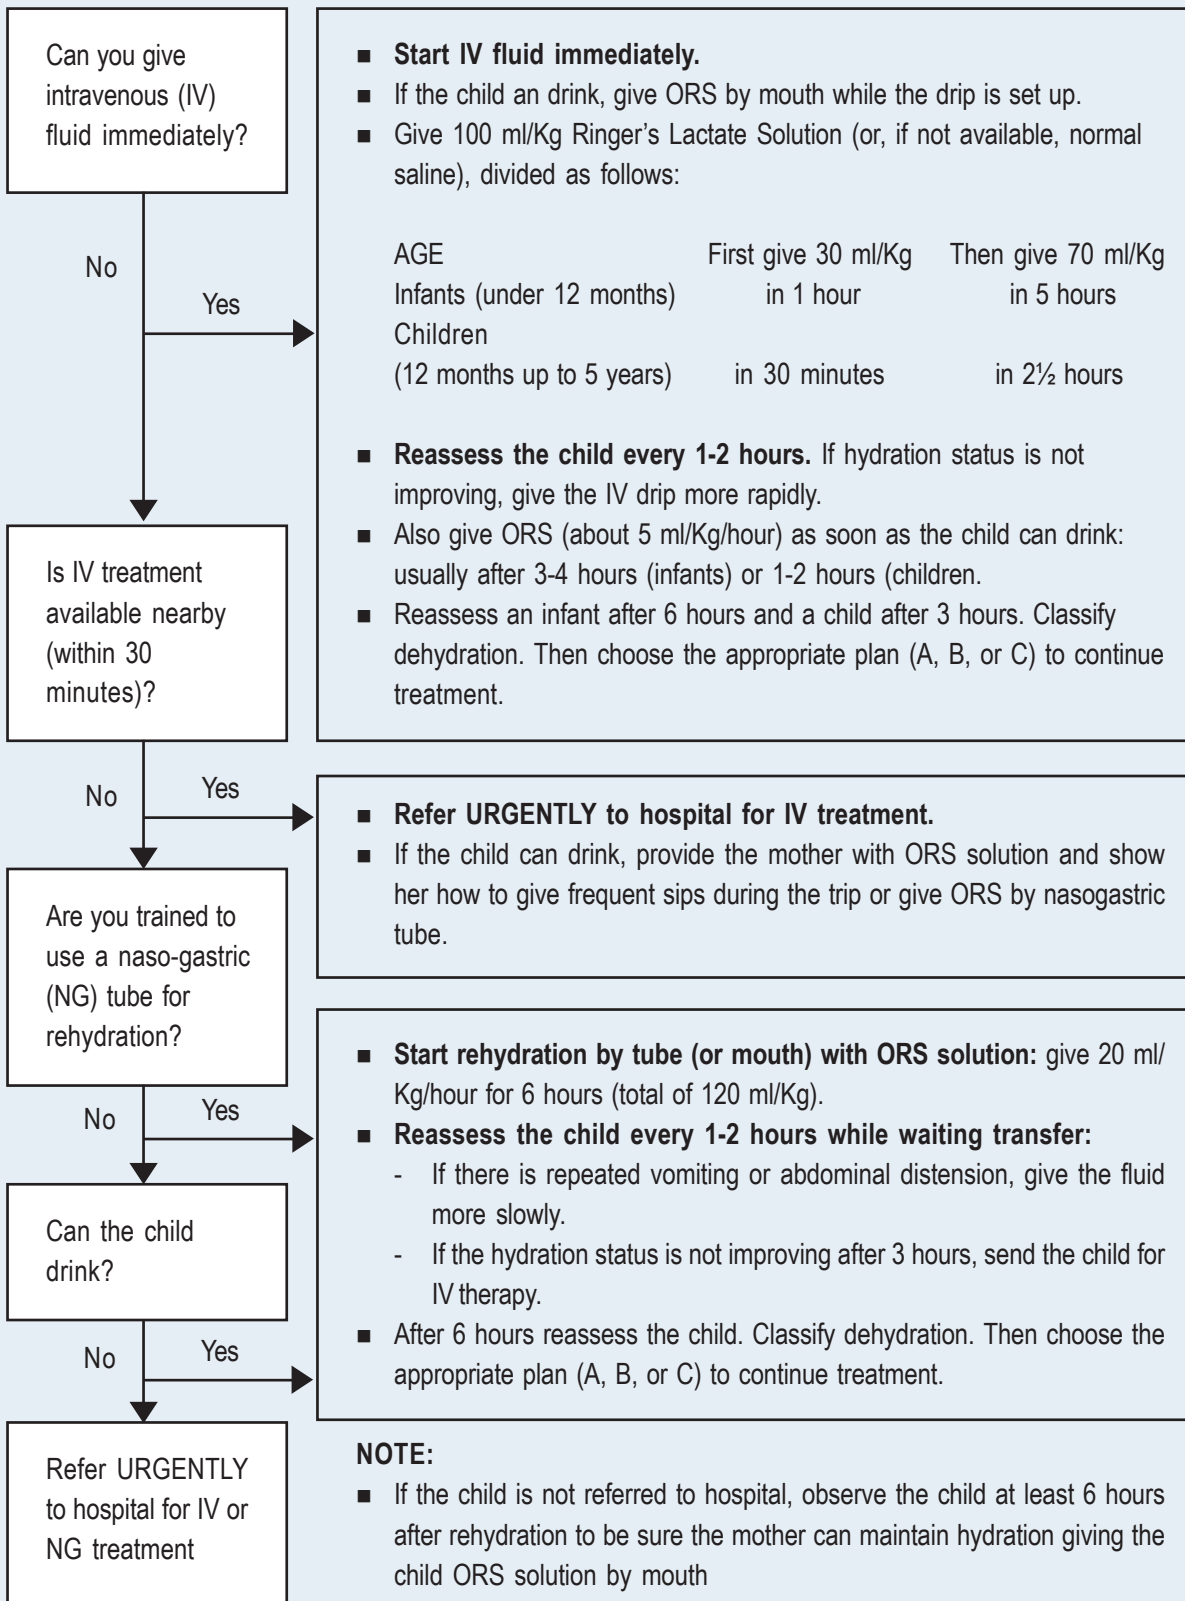 Can you give
intravenous (IV)
fluid immediately?
No
Yes
■ Start IV fluid immediately.
■ If the child an drink, give ORS by mouth while the drip is set up.
■ Give 100 ml/Kg Ringer's Lactate Solution (or, if not available, normal
saline), divided as follows:
AGE First give 30 ml/Kg Then give 70 ml/Kg
Infants (under 12 months) in 1 hour in 5 hours
Children
(12 months up to 5 years) in 30 minutes in 2½ hours
■ Reassess the child every 1-2 hours. If hydration status is not
improving, give the IV drip more rapidly.
■ Also give ORS (about 5 ml/Kg/hour) as soon as the child can drink:
usually after 3-4 hours (infants) or 1-2 hours (children.
■ Reassess an infant after 6 hours and a child after 3 hours. Classify
dehydration. Then choose the appropriate plan (A, B, or C) to continue
treatment.
Is IV treatment
available nearby
(within 30
minutes)?
No
Yes
■ Refer URGENTLY to hospital for IV treatment.
■ If the child can drink, provide the mother with ORS solution and show
her how to give frequent sips during the trip or give ORS by nasogastric
tube.
Are you trained to
use a naso-gastric
(NG) tube for
rehydration?
No
Yes
■ Start rehydration by tube (or mouth) with ORS solution: give 20 ml/
Kg/hour for 6 hours (total of 120 ml/Kg).
■ Reassess the child every 1-2 hours while waiting transfer:
- If there is repeated vomiting or abdominal distension, give the fluid
more slowly.
- If the hydration status is not improving after 3 hours, send the child for
IV therapy.
■ After 6 hours reassess the child. Classify dehydration. Then choose the
appropriate plan (A, B, or C) to continue treatment.
Can the child
drink?
No
Yes
Refer URGENTLY
to hospital for IV or
NG treatment
NOTE:
■ If the child is not referred to hospital, observe the child at least 6 hours
after rehydration to be sure the mother can maintain hydration giving the
child ORS solution by mouth